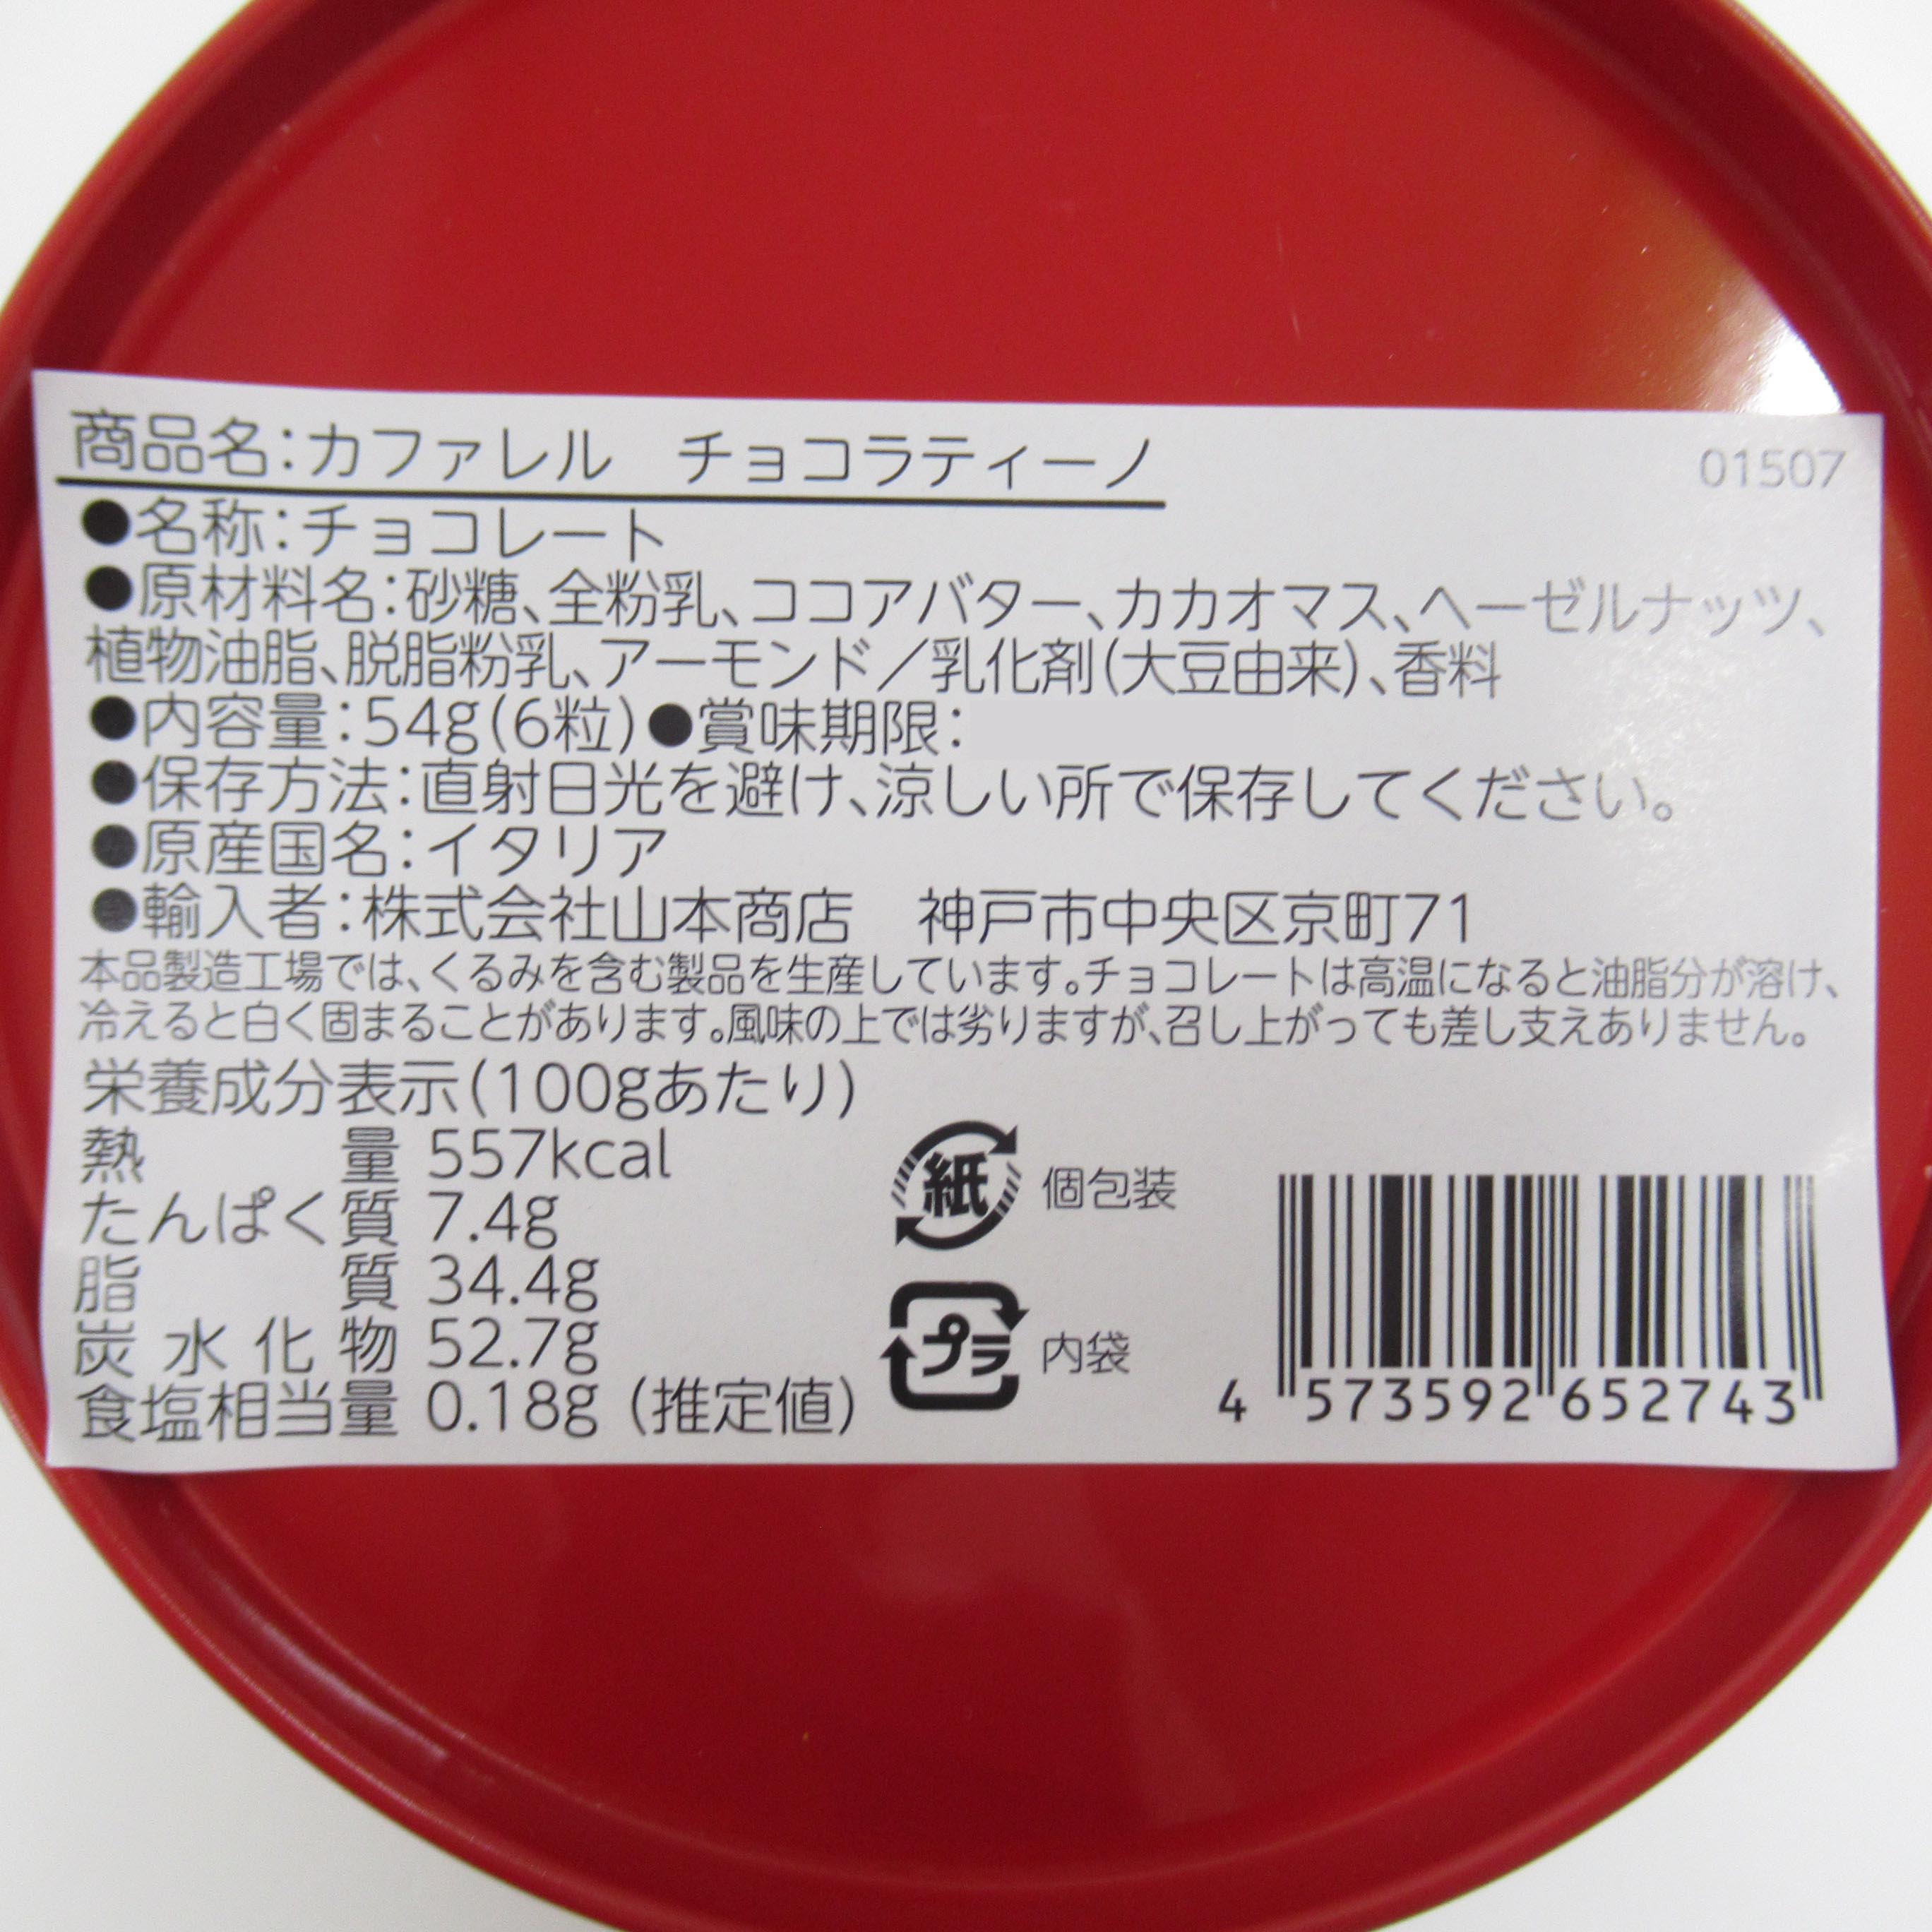 商品名:カファレル　チョコラティーノ
01507
●名称:チョコレート
●原材料名:砂糖、全粉乳、ココアバター、カカオマス、ヘーゼルナッツ、
植物油脂、脱脂粉乳、アーモンド／乳化剤(大豆由来)、香料
●内容量:54g(6粒)●賞味期限:
●保存方法:直射日光を避け、涼しい所で保存してください。
●原産国名:イタリア
●輸入者:株式会社山本商店　神戸市中央区京町71
本品製造工場では、くるみを含む製品を生産しています。チョコレートは高温になると油脂分が溶け、
冷えると白く固まることがあります。風味の上では劣りますが、召し上がっても差し支えありません。
栄養成分表示(100gあたり)
熱量 557kcal
たんぱく質 7.4g
脂質 34.4g
炭水化物 52.7g
食塩相当量 0.18g (推定値)
紙 個包装
プラ 内袋
4 573592 652743